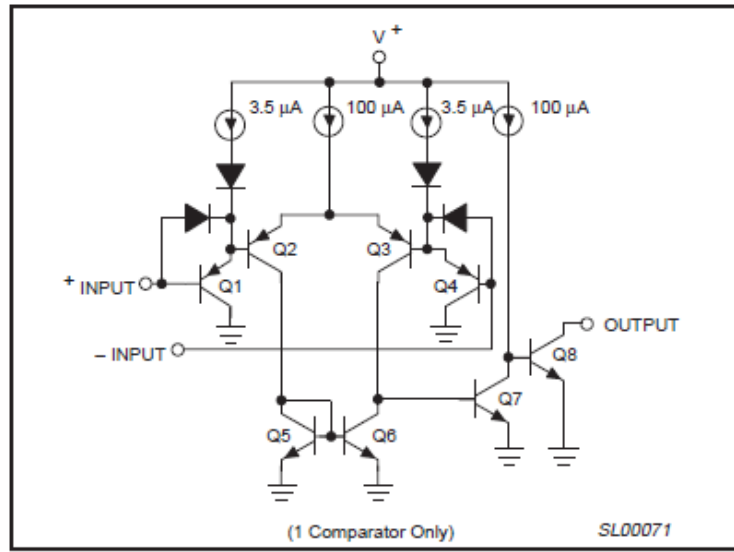 V +
3.5 µA 100 µA 3.5 µA 100 µA
Q2 Q3
+ INPUT Q1 Q4
OUTPUT
– INPUT Q8
Q7
Q5 Q6
(1 Comparator Only) SL00071